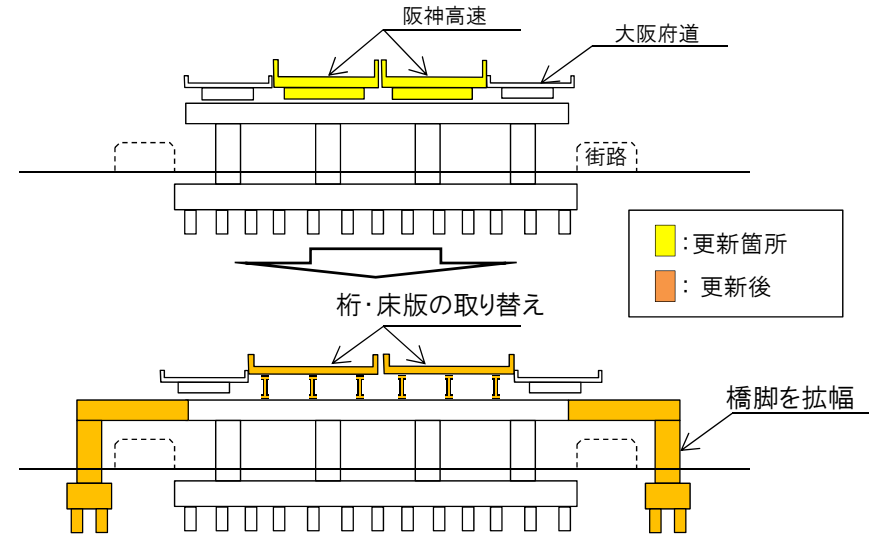 阪神高速
大阪府道
街路
:更新箇所
: 更新後
桁・床版の取り替え
橋脚を拡幅